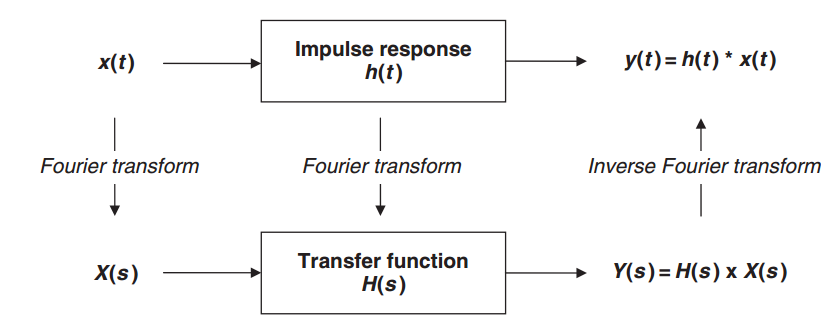 x(t)
Impulse response
h(t)
y(t) = h(t) * x(t)
Fourier transform
Fourier transform
Inverse Fourier transform
X(s)
Transfer function
H(s)
Y(s) = H(s) x X(s)